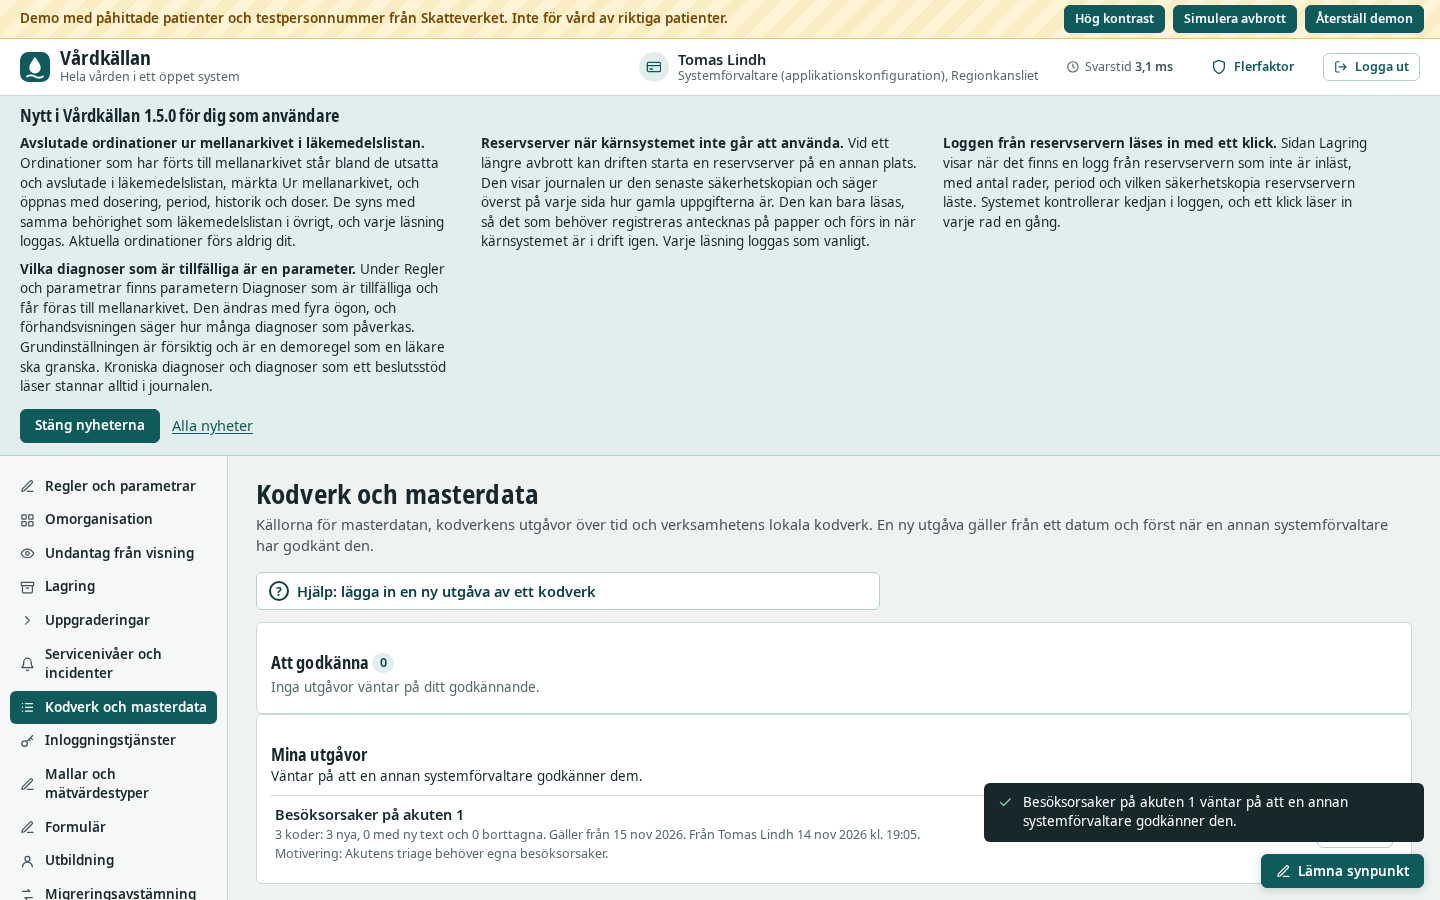 Demo med påhittade patienter och testpersonnummer från Skatteverket. Inte för vård av riktiga patienter.
Hög kontrast
Simulera avbrott
Återställ demon
Vårdkällan
Hela vården i ett öppet system
Tomas Lindh
Systemförvaltare (applikationskonfiguration), Regionkansliet
Svarstid 3,1 ms
Flerfaktor
Logga ut
Nytt i Vårdkällan 1.5.0 för dig som användare
Avslutade ordinationer ur mellanarkivet i läkemedelslistan.
Ordinationer som har förts till mellanarkivet står bland de utsatta
och avslutade i läkemedelslistan, märkta Ur mellanarkivet, och
öppnas med dosering, period, historik och doser. De syns med
samma behörighet som läkemedelslistan i övrigt, och varje läsning
loggas. Aktuella ordinationer förs aldrig dit.
Vilka diagnoser som är tillfälliga är en parameter. Under Regler
och parametrar finns parametern Diagnoser som är tillfälliga och
får föras till mellanarkivet. Den ändras med fyra ögon, och
förhandsvisningen säger hur många diagnoser som påverkas.
Grundinställningen är försiktig och är en demoregel som en läkare
ska granska. Kroniska diagnoser och diagnoser som ett beslutsstöd
läser stannar alltid i journalen.
Reservserver när kärnsystemet inte går att använda. Vid ett
längre avbrott kan driften starta en reservserver på en annan plats.
Den visar journalen ur den senaste säkerhetskopian och säger
överst på varje sida hur gamla uppgifterna är. Den kan bara läsas,
så det som behöver registreras antecknas på papper och förs in när
kärnsystemet är i drift igen. Varje läsning loggas som vanligt.
Loggen från reservservern läses in med ett klick. Sidan Lagring
visar när det finns en logg från reservservern som inte är inläst,
med antal rader, period och vilken säkerhetskopia reservservern
läste. Systemet kontrollerar kedjan i loggen, och ett klick läser in
varje rad en gång.
Stäng nyheterna
Alla nyheter
Regler och parametrar
Omorganisation
Undantag från visning
Lagring
Uppgraderingar
Servicenivåer och
incidenter
Kodverk och masterdata
Inloggningstjänster
Mallar och
mätvärdestyper
Formulär
Utbildning
Migreringsavstämning
Kodverk och masterdata
Källorna för masterdatan, kodverkens utgåvor över tid och verksamhetens lokala kodverk. En ny utgåva gäller från ett datum och först när en annan systemförvaltare
har godkänt den.
? Hjälp: lägga in en ny utgåva av ett kodverk
Att godkänna 0
Inga utgåvor väntar på ditt godkännande.
Mina utgåvor
Väntar på att en annan systemförvaltare godkänner dem.
Besöksorsaker på akuten 1
3 koder: 3 nya, 0 med ny text och 0 borttagna. Gäller från 15 nov 2026. Från Tomas Lindh 14 nov 2026 kl. 19:05.
Motivering: Akutens triage behöver egna besöksorsaker.
Besöksorsaker på akuten 1 väntar på att en annan
systemförvaltare godkänner den.
Lämna synpunkt